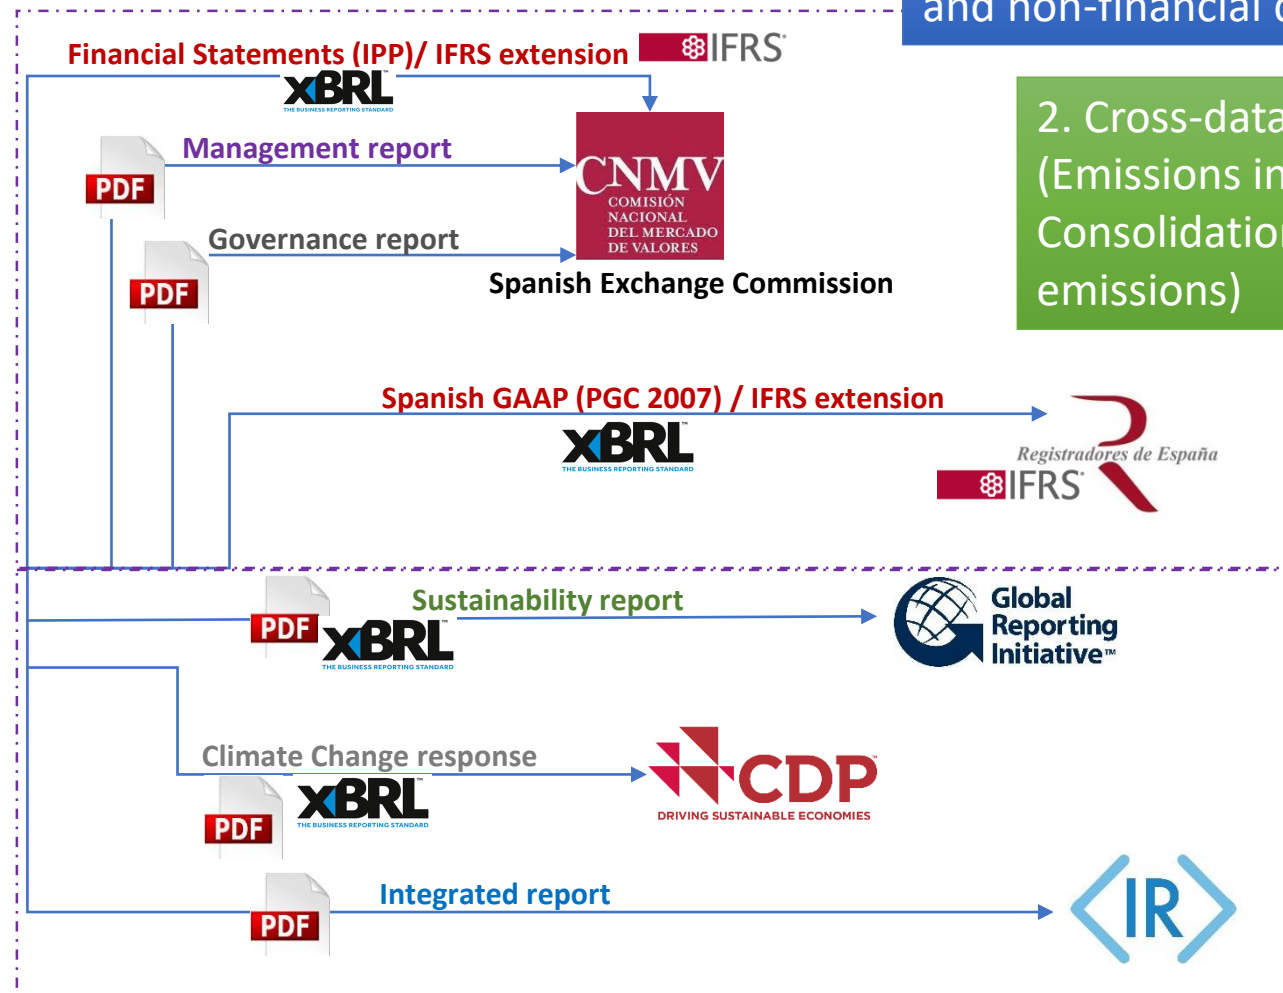 and non-financial
Financial Statements (IPP)/ IFRS extension
IFRS
XBRL™
THE BUSINESS REPORTING STANDARD
2. Cross-data
(Emissions in
Consolidation
emissions)
Management report
PDF
CNMV
COMISIÓN
NACIONAL
DEL MERCADO
DE VALORES
Governance report
PDF
Spanish Exchange Commission
Spanish GAAP (PGC 2007) / IFRS extension
XBRL™
THE BUSINESS REPORTING STANDARD
Registradores de España
IFRS
Sustainability report
PDF
XBRL
THE BUSINESS REPORTING STANDARD
Global
Reporting
Initiative™
Climate Change response
PDF
XBRL™
THE BUSINESS REPORTING STANDARD
CDP
DRIVING SUSTAINABLE ECONOMIES
Integrated report
PDF
<IR>